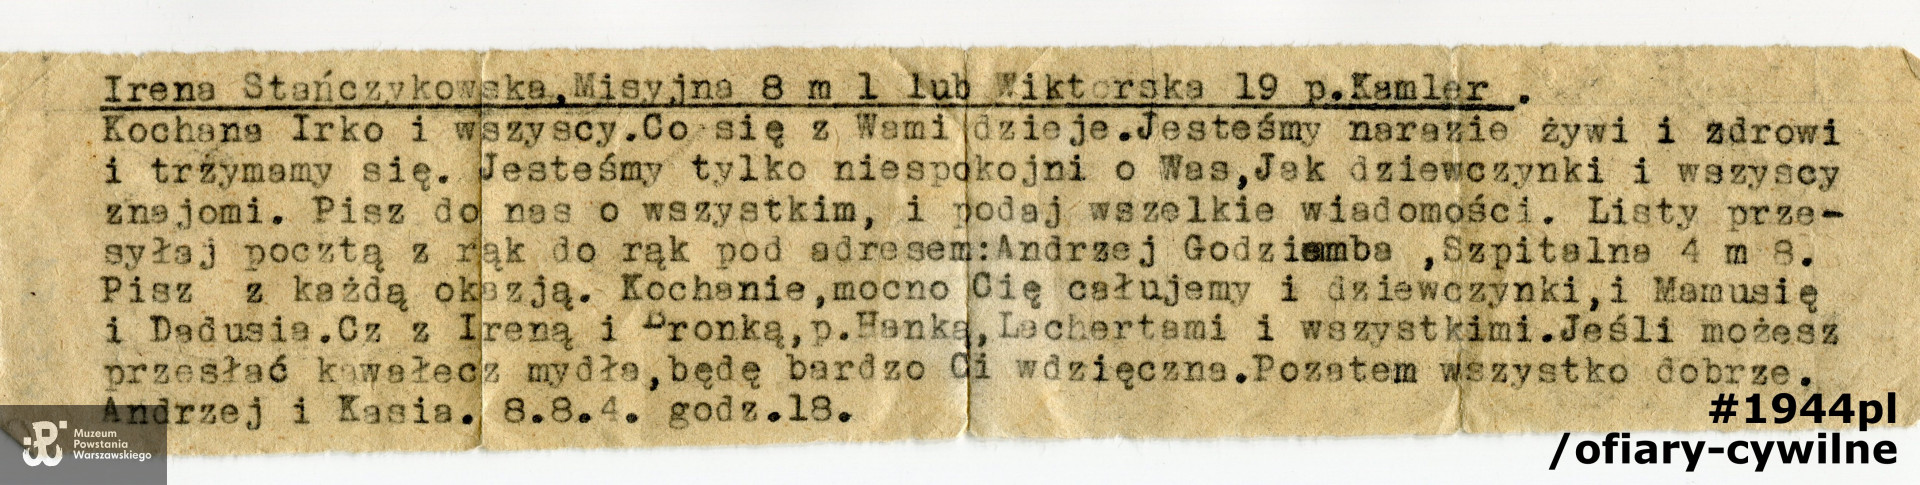 Irena Stańczykowska,Misyjna 8 m 1 lub Wiktorska 19 p.Kamler .
Kochana Irko i wszyscy.Co się z Wami dzieje.Jesteśmy narazie żywi i zdrowi
i trzymamy się. Jesteśmy tylko niespokojni o Was,Jak dziewczynki i wszyscy
znajomi. Pisz do nas o wszystkim, i podaj wszelkie wiadomości. Listy prze-
syłaj pocztą z rąk do rąk pod adresem:Andrzej Godziemba ,Szpitalna 4 m 8.
Pisz z każdą okazją. Kochanie,mocno Cię całujemy i dziewczynki,i Mamusię
i Dadusia.Cz z Ireną i Bronką,p.Hanką,Lachertami i wszystkimi.Jeśli możesz
przesłać kawałecz mydła,będę bardzo Ci wdzięczna.Pozatem wszystko dobrze.
Andrzej i Kasia. 8.8.4. godz.18.
Muzeum
Powstania
Warszawskiego
#1944pl
/ofiary-cywilne